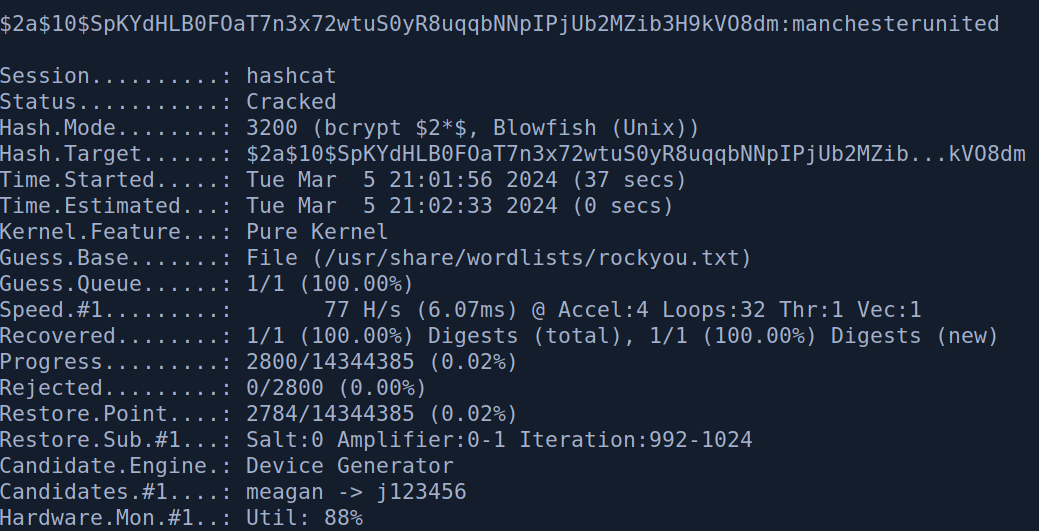 $2a$10$SpKYdHLB0FOaT7n3x72wtuS0yR8uqqbNNpIPjUb2MZib3H9kVO8dm:manchesterunited
Session..........: hashcat
Status...........: Cracked
Hash.Mode........: 3200 (bcrypt $2*$, Blowfish (Unix))
Hash.Target......: $2a$10$SpKYdHLB0FOaT7n3x72wtuS0yR8uqqbNNpIPjUb2MZib...kVO8dm
Time.Started.....: Tue Mar  5 21:01:56 2024 (37 secs)
Time.Estimated...: Tue Mar  5 21:02:33 2024 (0 secs)
Kernel.Feature...: Pure Kernel
Guess.Base.......: File (/usr/share/wordlists/rockyou.txt)
Guess.Queue......: 1/1 (100.00%)
Speed.#1.........:       77 H/s (6.07ms) @ Accel:4 Loops:32 Thr:1 Vec:1
Recovered........: 1/1 (100.00%) Digests (total), 1/1 (100.00%) Digests (new)
Progress.........: 2800/14344385 (0.02%)
Rejected.........: 0/2800 (0.00%)
Restore.Point....: 2784/14344385 (0.02%)
Restore.Sub.#1...: Salt:0 Amplifier:0-1 Iteration:992-1024
Candidate.Engine.: Device Generator
Candidates.#1....: meagan -> j123456
Hardware.Mon.#1..: Util: 88%